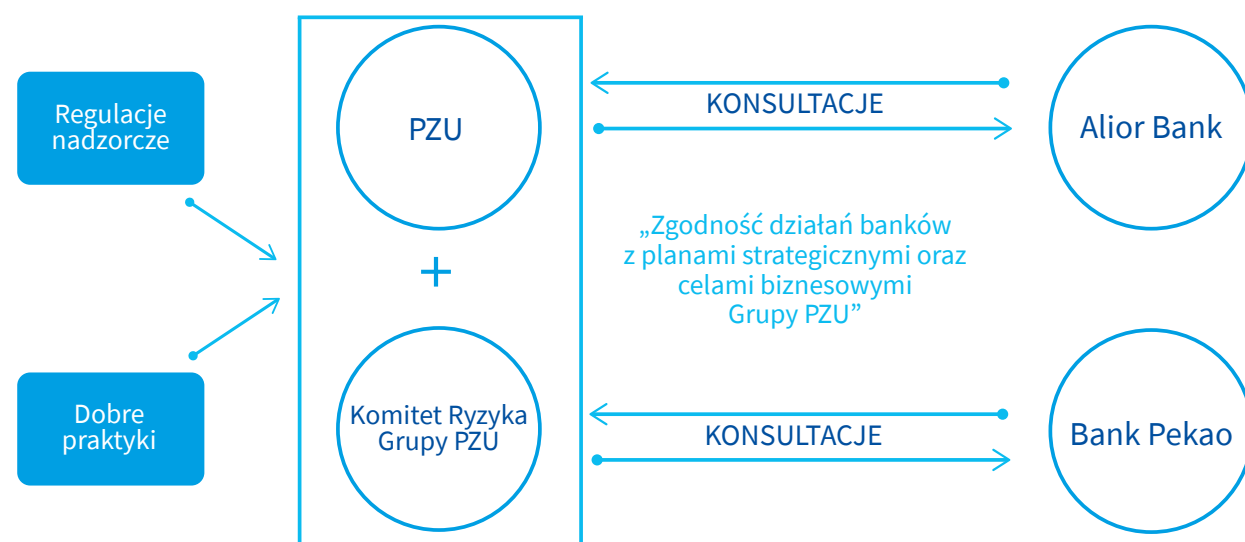 Regulacje
nadzorcze
Dobre
praktyki
PZU
+
Komitet Ryzyka
Grupy PZU
KONSULTACJE
„Zgodność działań banków
z planami strategicznymi oraz
celami biznesowymi
Grupy PZU”
KONSULTACJE
Alior Bank
Bank Pekao